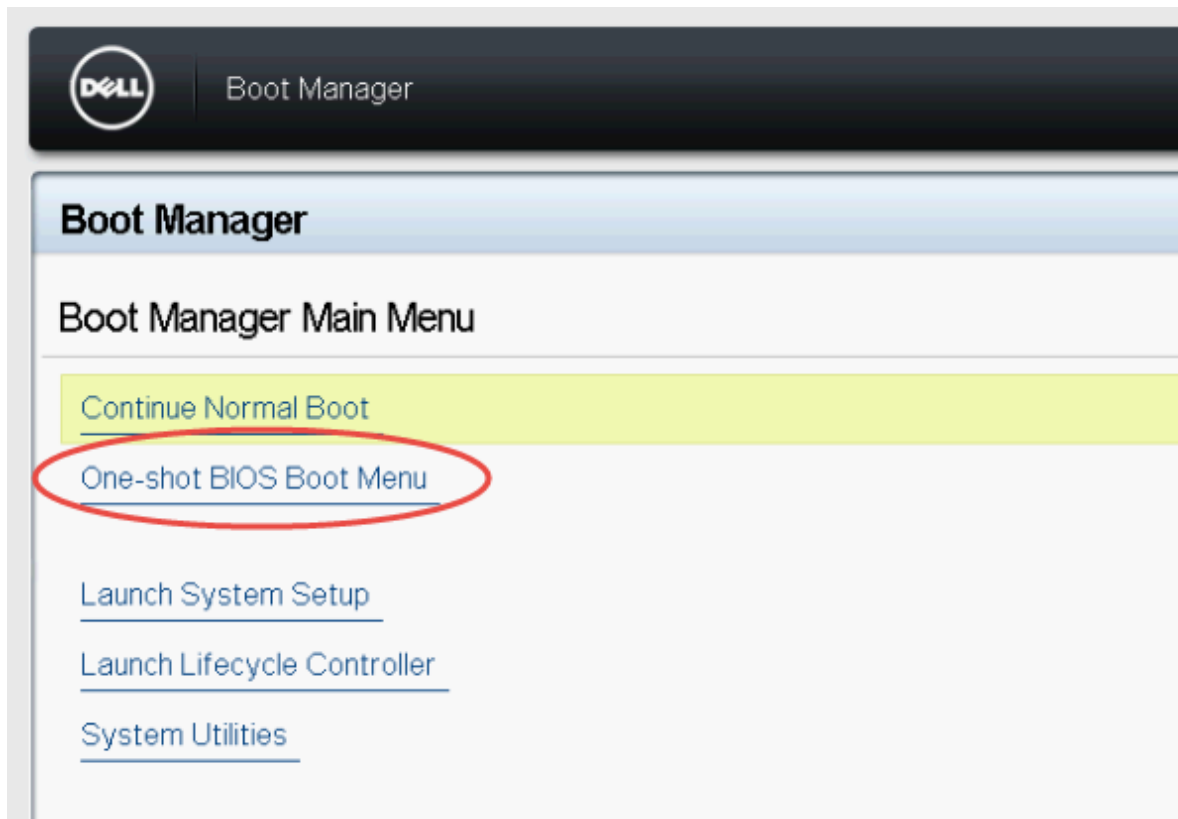 DELL
Boot Manager
Boot Manager
Boot Manager Main Menu
Continue Normal Boot
One-shot BIOS Boot Menu
Launch System Setup
Launch Lifecycle Controller
System Utilities